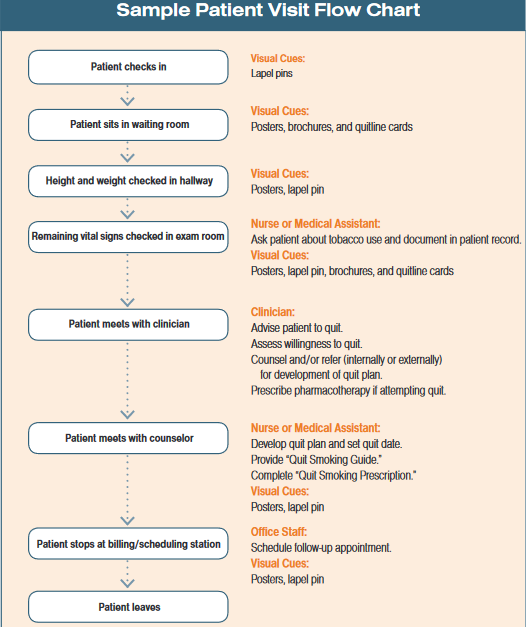 Sample Patient Visit Flow Chart
Patient checks in
Visual Cues:
Lapel pins
Patient sits in waiting room
Visual Cues:
Posters, brochures, and quitline cards
Height and weight checked in hallway
Visual Cues:
Posters, lapel pin
Remaining vital signs checked in exam room
Nurse or Medical Assistant:
Ask patient about tobacco use and document in patient record.
Visual Cues:
Posters, lapel pin, brochures, and quitline cards
Patient meets with clinician
Clinician:
Advise patient to quit.
Assess willingness to quit.
Counsel and/or refer (internally or externally)
for development of quit plan.
Prescribe pharmacotherapy if attempting quit.
Patient meets with counselor
Nurse or Medical Assistant:
Develop quit plan and set quit date.
Provide “Quit Smoking Guide.”
Complete “Quit Smoking Prescription.”
Visual Cues:
Posters, lapel pin
Patient stops at billing/scheduling station
Office Staff:
Schedule follow-up appointment.
Visual Cues:
Posters, lapel pin
Patient leaves